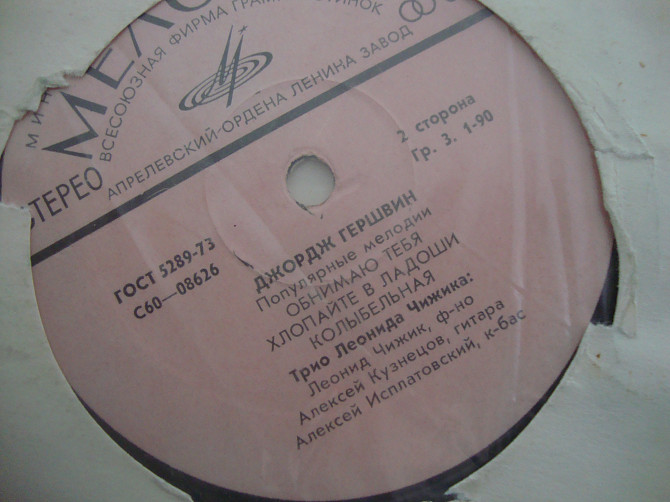 МЕЛО
ВСЕСОЮЗНАЯ ФИРМА
АПРЕЛЕВСКИЙ ОРДЕНА ЛЕНИНА ЗАВОД
СТЕРЕО
2 сторона
Гр. 3. 1-90
ГОСТ 5289-73
С60—08626
ДЖОРДЖ ГЕРШВИН
Популярные мелодии
ОБНИМАЮ ТЕБЯ
ХЛОПАЙТЕ В ЛАДОШИ
КОЛЫБЕЛЬНАЯ
Трио Леонида Чижика:
Леонид Чижик, ф-но
Алексей Кузнецов, гитара
Алексей Исплатовский, к-бас